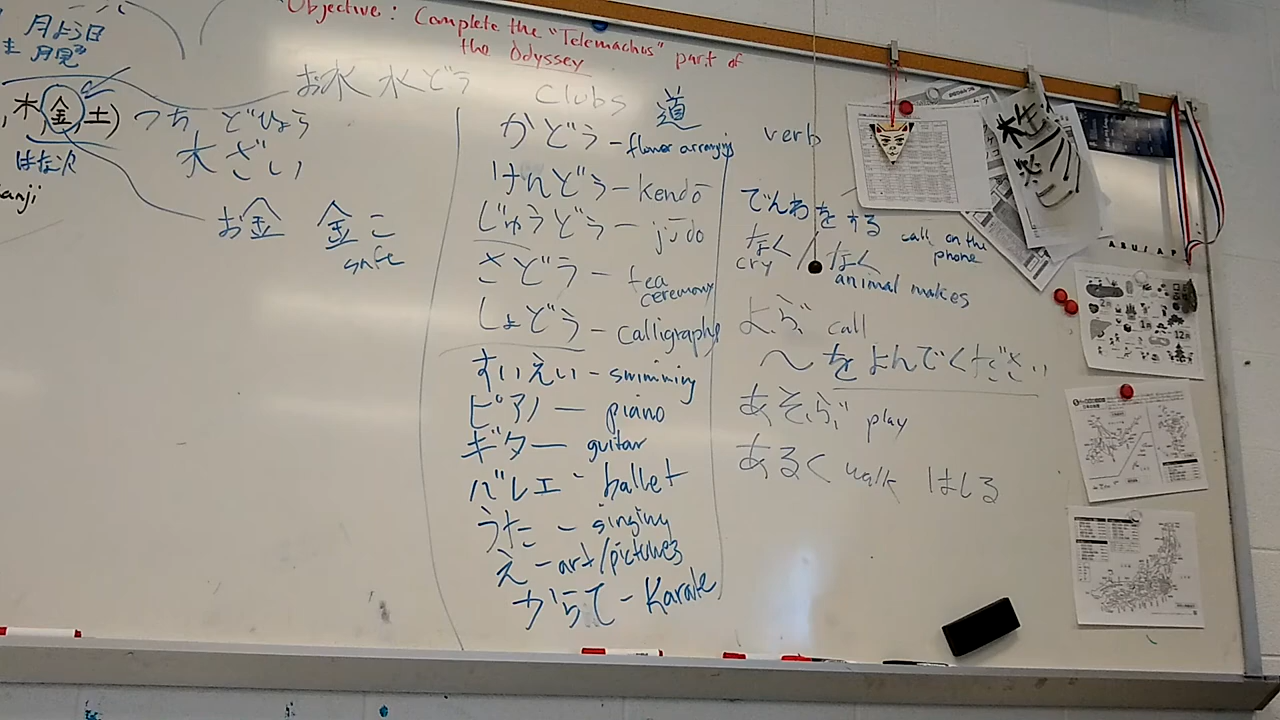 "Objective: Complete the "Telemachus" part of
the Odyssey
月よう日
月見
お水 水どう
木,金,土) つち どひょう
はな火
木ざい
お金 金こ
safe
Clubs 道
かどう - flower arranging
けんどう - kendō
じゅうどう - jūdo
さどう - tea
ceremony
しょどう - calligraphy
すいえい - swimming
ピアノ - piano
ギター - guitar
バレエ - ballet
うた - singing
え - art/pictures
からて - Karate
verb
でんわをする call on the
phone
なく / なく
cry animal makes
よぶ call
～をよんでください
あそぶ play
あるく walk はしる